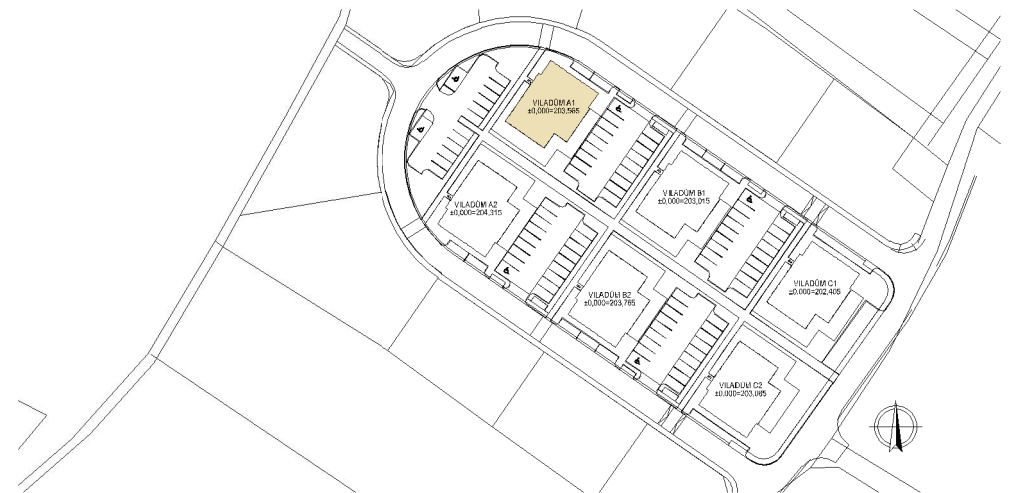 VILADŮM A1
±0,000=203,565
VILADŮM B1
±0,000=203,015
VILADŮM A2
±0,000=204,315
VILADŮM C1
±0,000=202,405
VILADŮM B2
±0,000=203,765
VILADŮM C2
±0,000=203,065